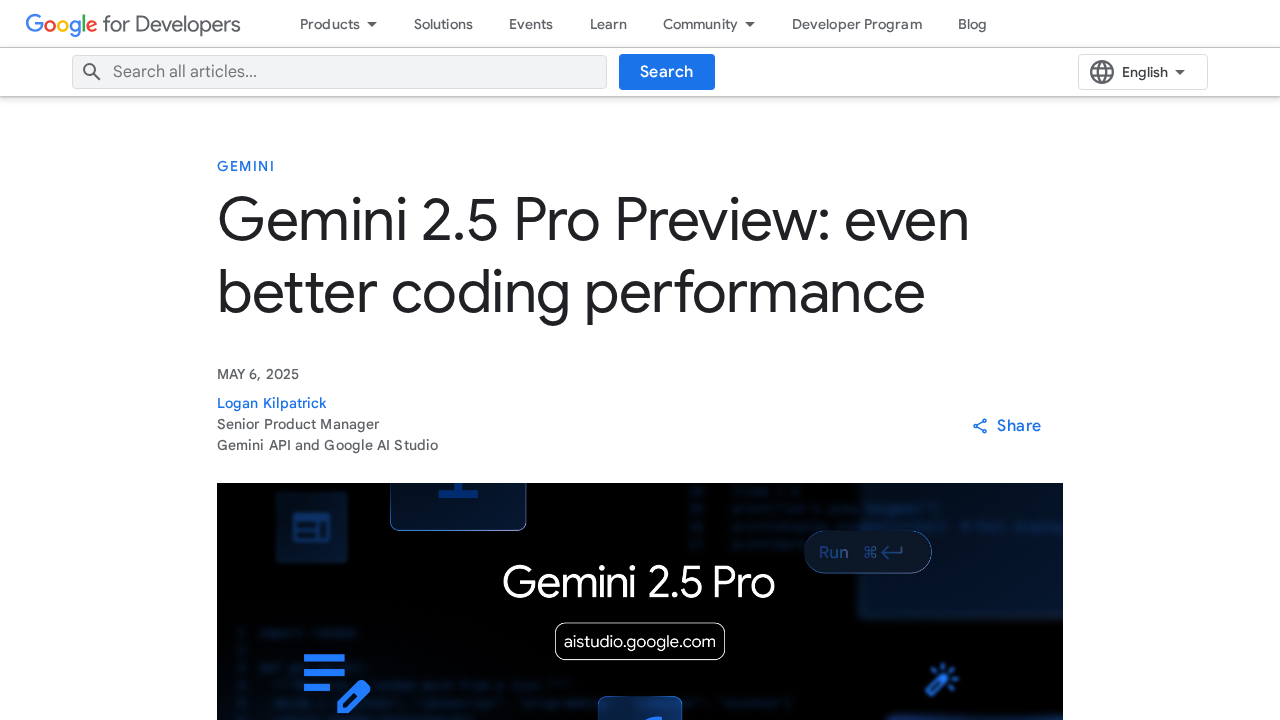 Google for Developers
Products
Solutions
Events
Learn
Community
Developer Program
Blog
Search all articles...
Search
English
GEMINI
Gemini 2.5 Pro Preview: even
better coding performance
MAY 6, 2025
Logan Kilpatrick
Senior Product Manager
Gemini API and Google AI Studio
Share
Run ⌘
Gemini 2.5 Pro
aistudio.google.com